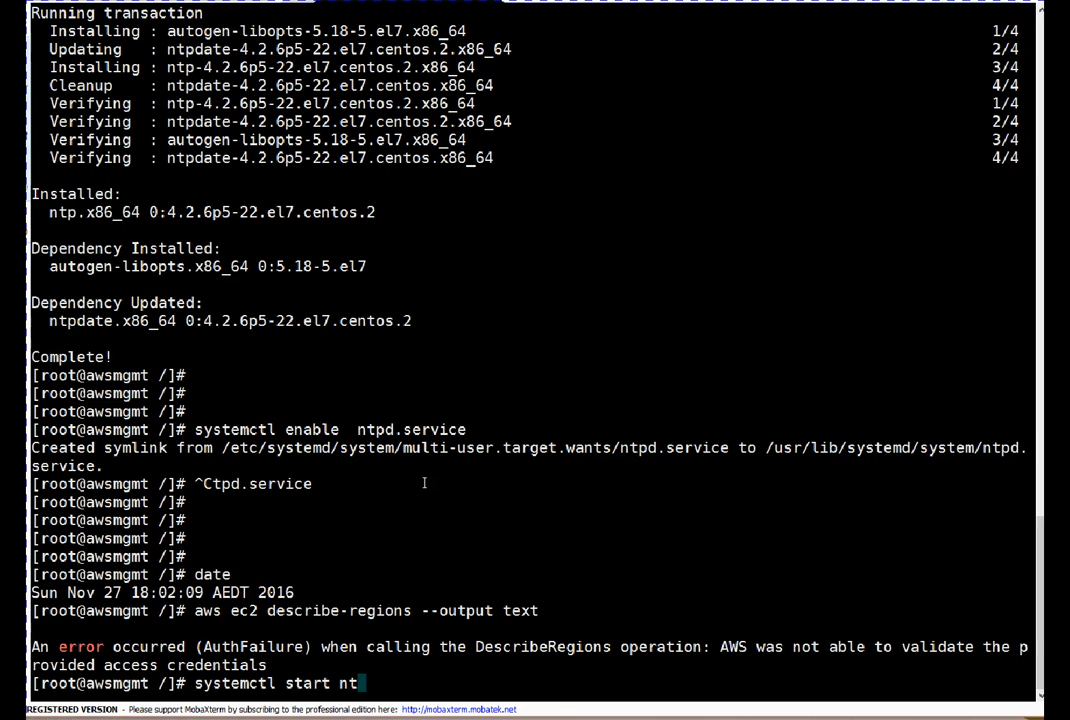 Running transaction
Installing : autogen-libopts-5.18-5.el7.x86_64 1/4
Updating : ntpdate-4.2.6p5-22.el7.centos.2.x86_64 2/4
Installing : ntp-4.2.6p5-22.el7.centos.2.x86_64 3/4
Cleanup : ntpdate-4.2.6p5-22.el7.centos.x86_64 4/4
Verifying : ntp-4.2.6p5-22.el7.centos.2.x86_64 1/4
Verifying : ntpdate-4.2.6p5-22.el7.centos.2.x86_64 2/4
Verifying : autogen-libopts-5.18-5.el7.x86_64 3/4
Verifying : ntpdate-4.2.6p5-22.el7.centos.x86_64 4/4
Installed:
ntp.x86_64 0:4.2.6p5-22.el7.centos.2
Dependency Installed:
autogen-libopts.x86_64 0:5.18-5.el7
Dependency Updated:
ntpdate.x86_64 0:4.2.6p5-22.el7.centos.2
Complete!
[root@awsmgmt /]#
[root@awsmgmt /]#
[root@awsmgmt /]#
[root@awsmgmt /]# systemctl enable  ntpd.service
Created symlink from /etc/systemd/system/multi-user.target.wants/ntpd.service to /usr/lib/systemd/system/ntpd.
service.
[root@awsmgmt /]# ^Ctpd.service
[root@awsmgmt /]#
[root@awsmgmt /]#
[root@awsmgmt /]#
[root@awsmgmt /]#
[root@awsmgmt /]# date
Sun Nov 27 18:02:09 AEDT 2016
[root@awsmgmt /]# aws ec2 describe-regions --output text
An error occurred (AuthFailure) when calling the DescribeRegions operation: AWS was not able to validate the p
rovided access credentials
[root@awsmgmt /]# systemctl start nt
REGISTERED VERSION - Please support MobaXterm by subscribing to the professional edition here: http://mobaxterm.mobatek.net